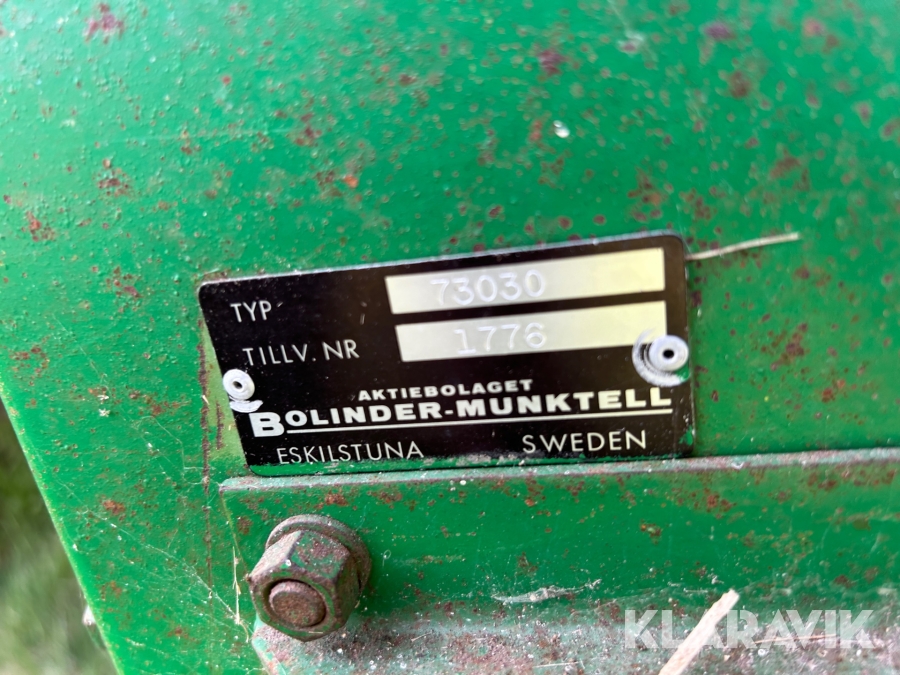 TYP 73030
TILLV. NR 1776
AKTIEBOLAGET
BOLINDER-MUNKTELL
ESKILSTUNA SWEDEN
KLARAVIK